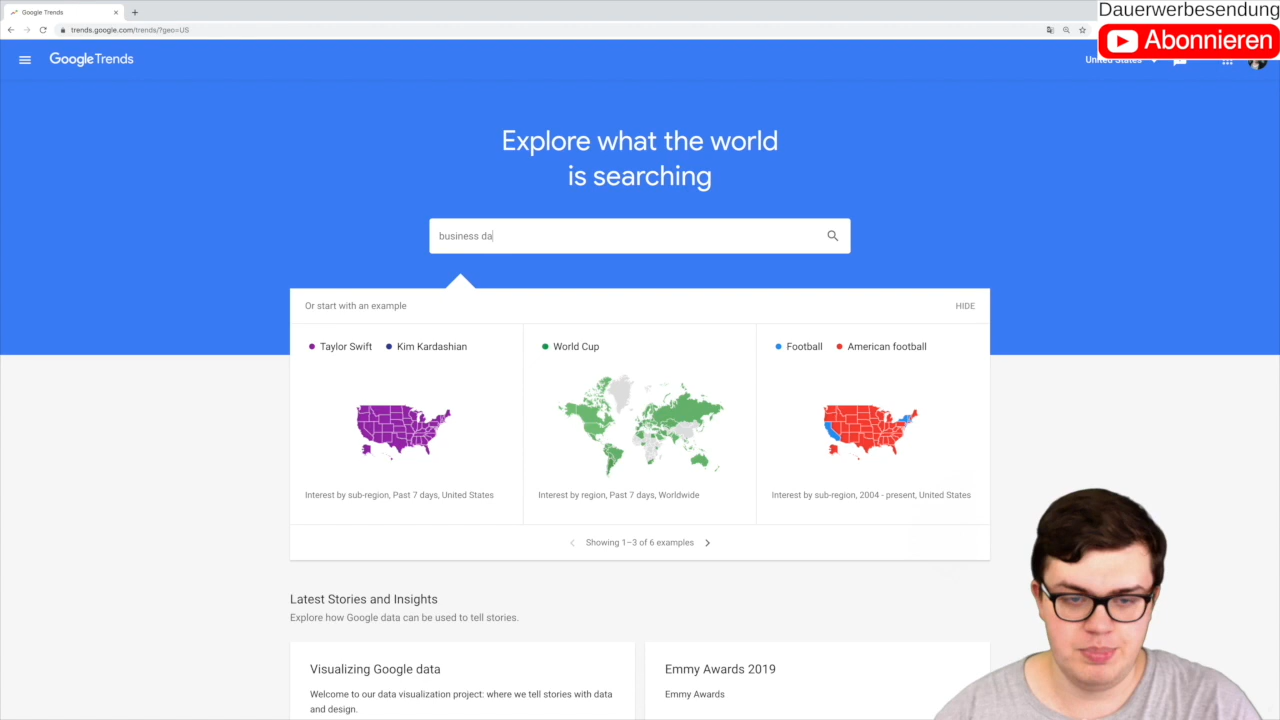 Google Trends
Dauerwerbesendung
trends.google.com/trends/?geo=US
Abonnieren
Google Trends
United States
Explore what the world
is searching
business da
Or start with an example
HIDE
Taylor Swift
Kim Kardashian
World Cup
Football
American football
Interest by sub-region, Past 7 days, United States
Interest by region, Past 7 days, Worldwide
Interest by sub-region, 2004 - present, United States
Showing 1–3 of 6 examples
Latest Stories and Insights
Explore how Google data can be used to tell stories.
Visualizing Google data
Welcome to our data visualization project: where we tell stories with data
and design.
Emmy Awards 2019
Emmy Awards